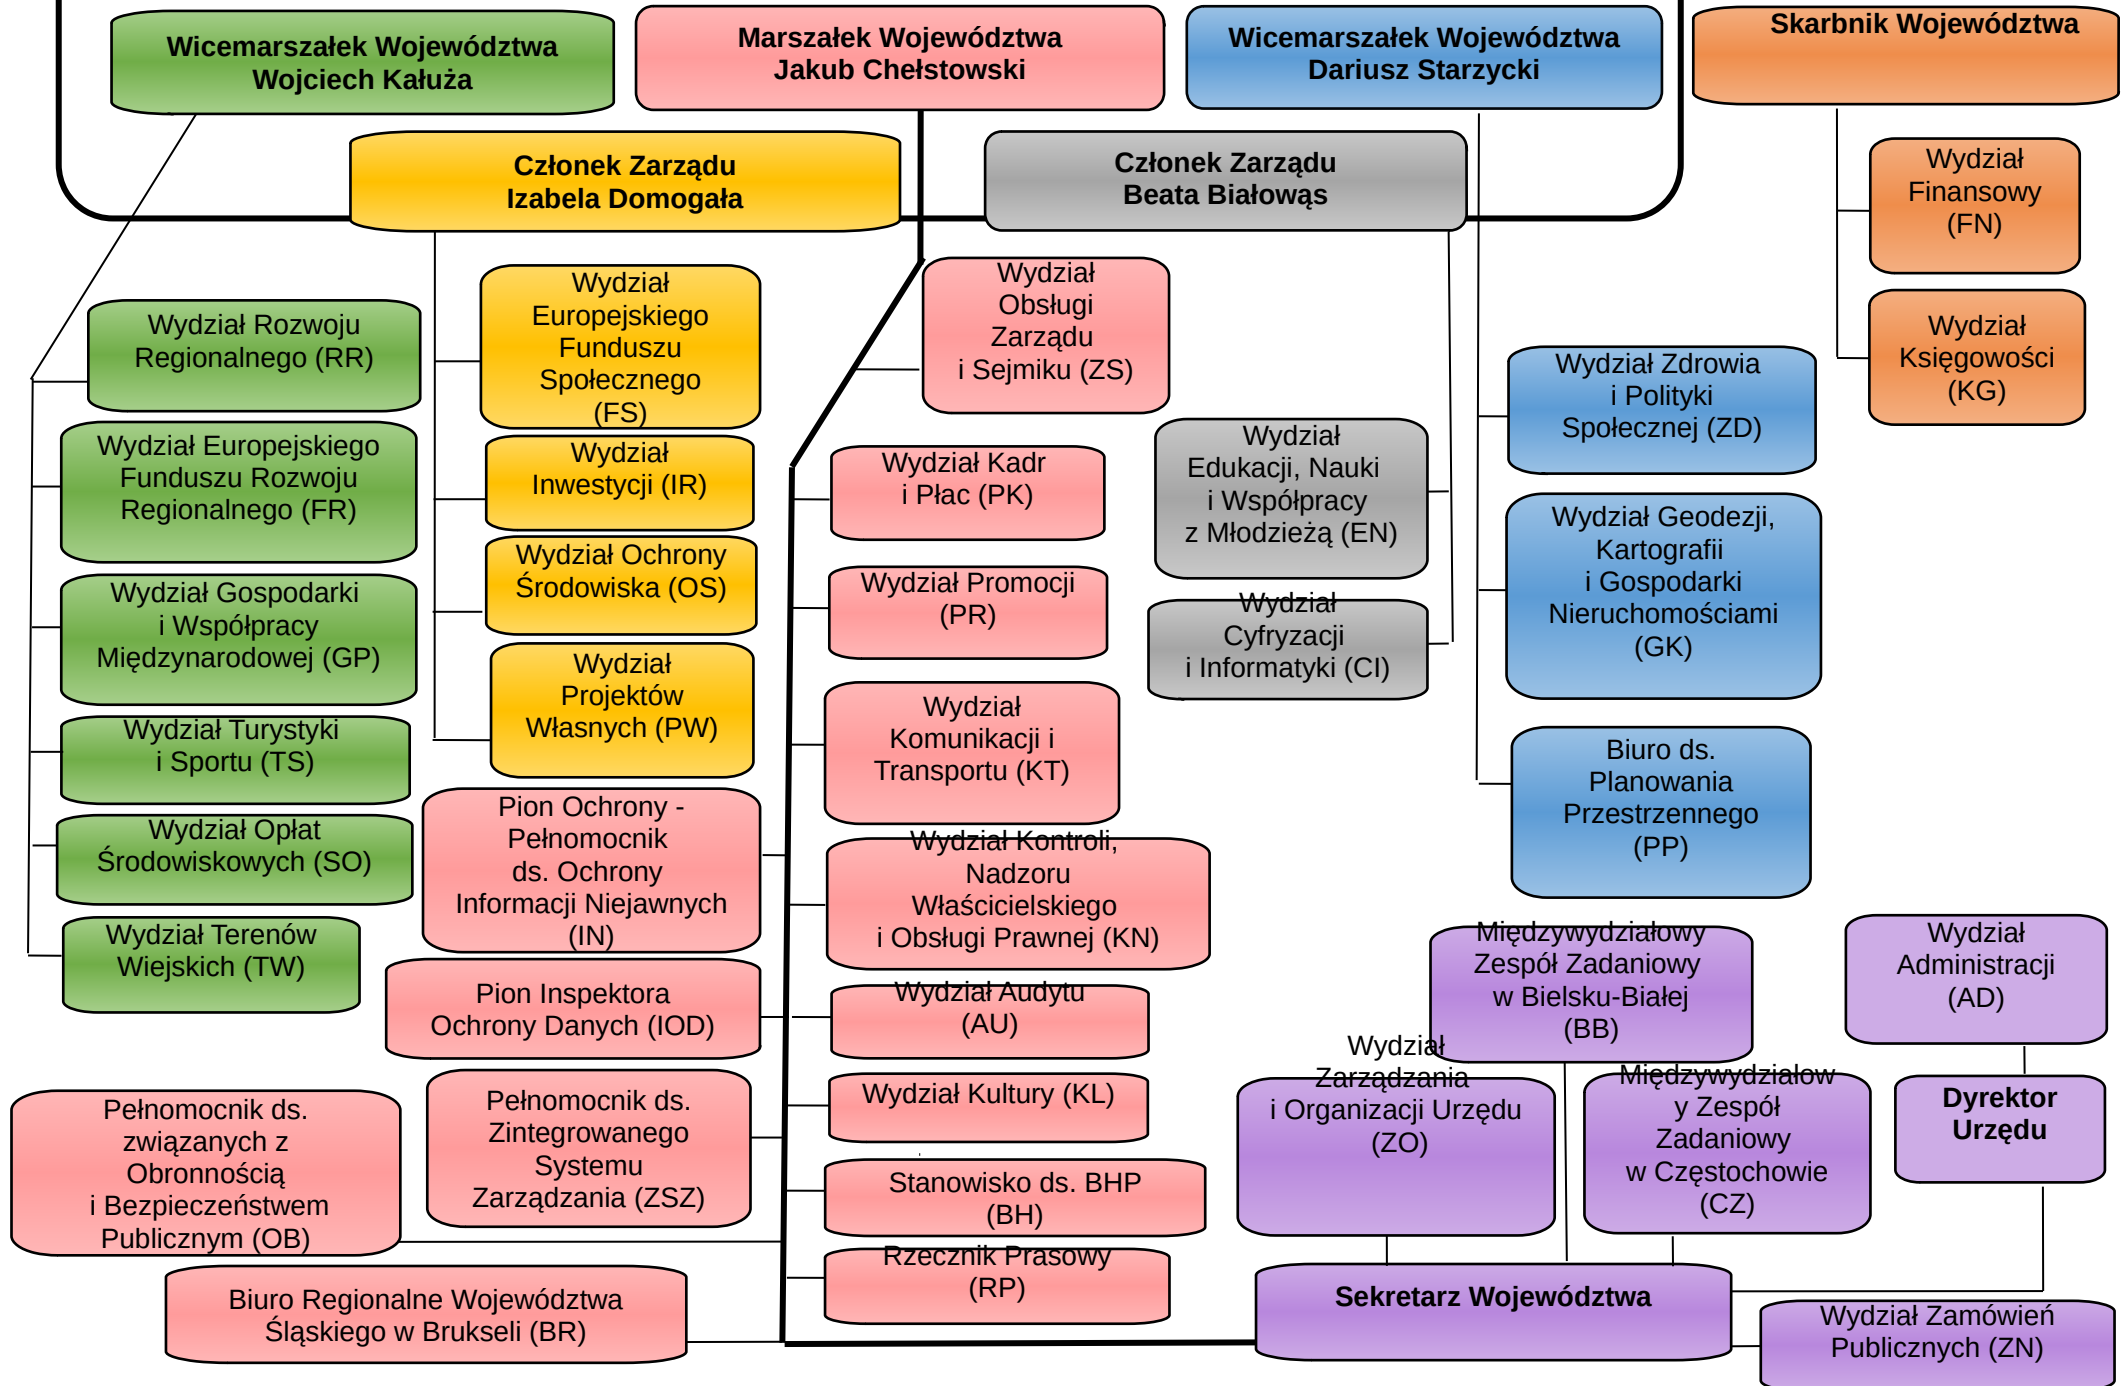 Wicemarszałek Województwa
Wojciech Kałuża
Marszałek Województwa
Jakub Chełstowski
Wicemarszałek Województwa
Dariusz Starzycki
Skarbnik Województwa
Członek Zarządu
Izabela Domogała
Członek Zarządu
Beata Białowąs
Wydział
Finansowy
(FN)
Wydział
Księgowości
(KG)
Wydział Rozwoju
Regionalnego (RR)
Wydział Europejskiego
Funduszu Rozwoju
Regionalnego (FR)
Wydział Gospodarki
i Współpracy
Międzynarodowej (GP)
Wydział Turystyki
i Sportu (TS)
Wydział Opłat
Środowiskowych (SO)
Wydział Terenów
Wiejskich (TW)
Wydział
Europejskiego
Funduszu
Społecznego
(FS)
Wydział
Inwestycji (IR)
Wydział Ochrony
Środowiska (OS)
Wydział
Projektów
Własnych (PW)
Pion Ochrony -
Pełnomocnik
ds. Ochrony
Informacji Niejawnych
(IN)
Pion Inspektora
Ochrony Danych (IOD)
Pełnomocnik ds.
Zintegrowanego
Systemu
Zarządzania (ZSZ)
Pełnomocnik ds.
związanych z
Obronnością
i Bezpieczeństwem
Publicznym (OB)
Biuro Regionalne Województwa
Śląskiego w Brukseli (BR)
Wydział
Obsługi
Zarządu
i Sejmiku (ZS)
Wydział Kadr
i Płac (PK)
Wydział Promocji
(PR)
Wydział
Komunikacji i
Transportu (KT)
Wydział Kontroli,
Nadzoru
Właścicielskiego
i Obsługi Prawnej (KN)
Wydział Audytu
(AU)
Wydział Kultury (KL)
Stanowisko ds. BHP
(BH)
Rzecznik Prasowy
(RP)
Wydział
Edukacji, Nauki
i Współpracy
z Młodzieżą (EN)
Wydział
Cyfryzacji
i Informatyki (CI)
Wydział Zdrowia
i Polityki
Społecznej (ZD)
Wydział Geodezji,
Kartografii
i Gospodarki
Nieruchomościami
(GK)
Biuro ds.
Planowania
Przestrzennego
(PP)
Międzywydziałowy
Zespół Zadaniowy
w Bielsku-Białej
(BB)
Wydział
Administracji
(AD)
Wydział
Zarządzania
i Organizacji Urzędu
(ZO)
Międzywydziałow
y Zespół
Zadaniowy
w Częstochowie
(CZ)
Dyrektor
Urzędu
Sekretarz Województwa
Wydział Zamówień
Publicznych (ZN)